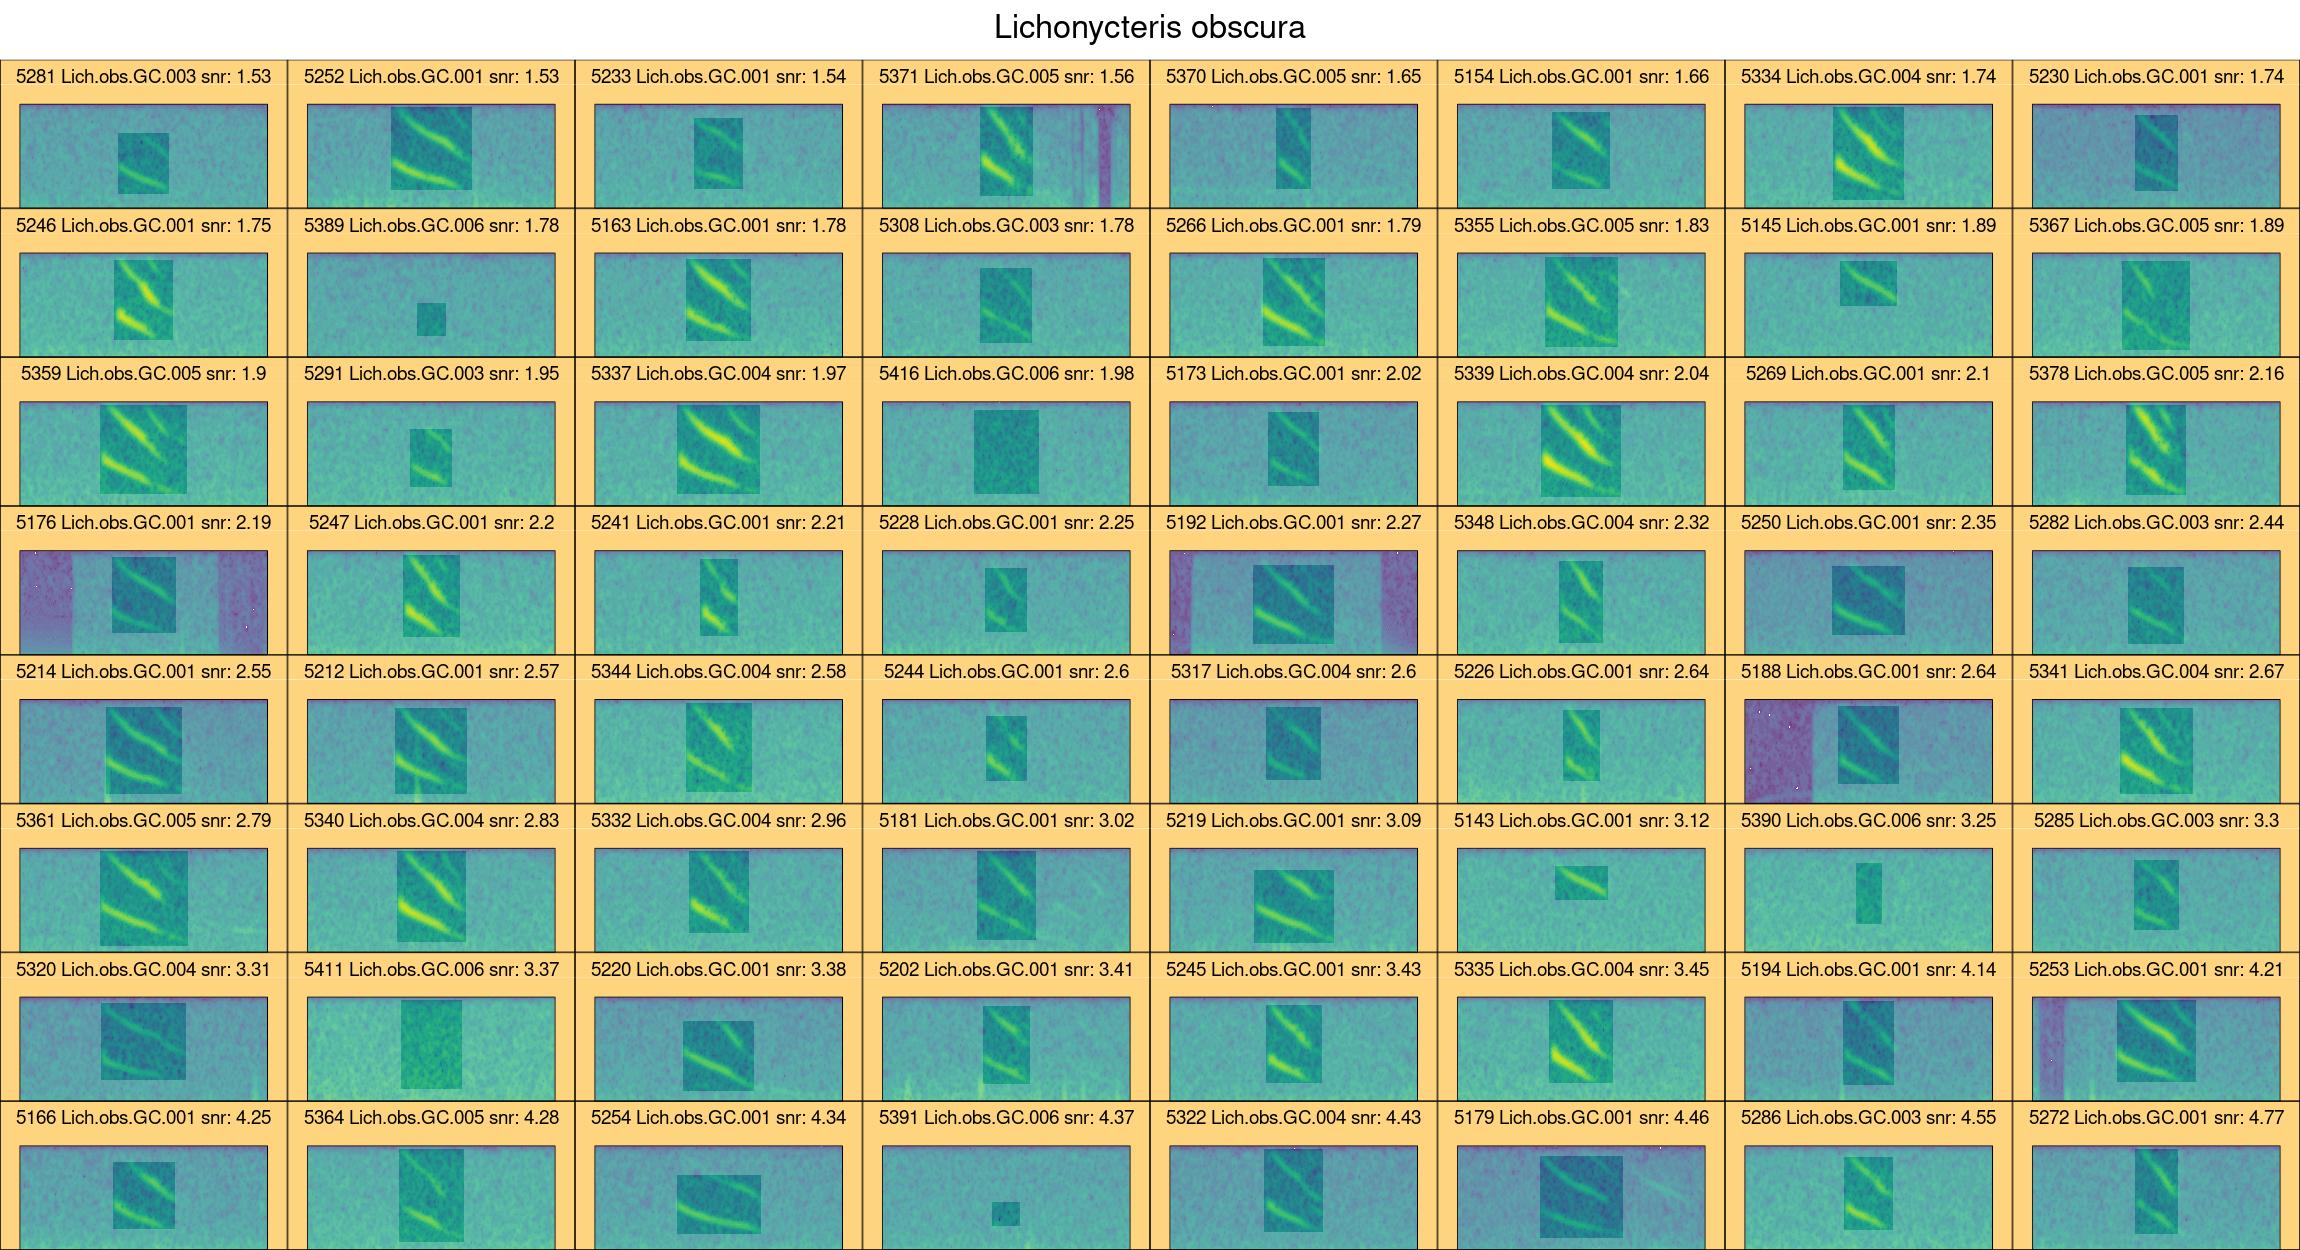 Lichonycteris obscura
5281 Lich.obs.GC.003 snr: 1.53 5252 Lich.obs.GC.001 snr: 1.53 5233 Lich.obs.GC.001 snr: 1.54 5371 Lich.obs.GC.005 snr: 1.56 5370 Lich.obs.GC.005 snr: 1.65 5154 Lich.obs.GC.001 snr: 1.66 5334 Lich.obs.GC.004 snr: 1.74 5230 Lich.obs.GC.001 snr: 1.74
5246 Lich.obs.GC.001 snr: 1.75 5389 Lich.obs.GC.006 snr: 1.78 5163 Lich.obs.GC.001 snr: 1.78 5308 Lich.obs.GC.003 snr: 1.78 5266 Lich.obs.GC.001 snr: 1.79 5355 Lich.obs.GC.005 snr: 1.83 5145 Lich.obs.GC.001 snr: 1.89 5367 Lich.obs.GC.005 snr: 1.89
5359 Lich.obs.GC.005 snr: 1.9 5291 Lich.obs.GC.003 snr: 1.95 5337 Lich.obs.GC.004 snr: 1.97 5416 Lich.obs.GC.006 snr: 1.98 5173 Lich.obs.GC.001 snr: 2.02 5339 Lich.obs.GC.004 snr: 2.04 5269 Lich.obs.GC.001 snr: 2.1 5378 Lich.obs.GC.005 snr: 2.16
5176 Lich.obs.GC.001 snr: 2.19 5247 Lich.obs.GC.001 snr: 2.2 5241 Lich.obs.GC.001 snr: 2.21 5228 Lich.obs.GC.001 snr: 2.25 5192 Lich.obs.GC.001 snr: 2.27 5348 Lich.obs.GC.004 snr: 2.32 5250 Lich.obs.GC.001 snr: 2.35 5282 Lich.obs.GC.003 snr: 2.44
5214 Lich.obs.GC.001 snr: 2.55 5212 Lich.obs.GC.001 snr: 2.57 5344 Lich.obs.GC.004 snr: 2.58 5244 Lich.obs.GC.001 snr: 2.6 5317 Lich.obs.GC.004 snr: 2.6 5226 Lich.obs.GC.001 snr: 2.64 5188 Lich.obs.GC.001 snr: 2.64 5341 Lich.obs.GC.004 snr: 2.67
5361 Lich.obs.GC.005 snr: 2.79 5340 Lich.obs.GC.004 snr: 2.83 5332 Lich.obs.GC.004 snr: 2.96 5181 Lich.obs.GC.001 snr: 3.02 5219 Lich.obs.GC.001 snr: 3.09 5143 Lich.obs.GC.001 snr: 3.12 5390 Lich.obs.GC.006 snr: 3.25 5285 Lich.obs.GC.003 snr: 3.3
5320 Lich.obs.GC.004 snr: 3.31 5411 Lich.obs.GC.006 snr: 3.37 5220 Lich.obs.GC.001 snr: 3.38 5202 Lich.obs.GC.001 snr: 3.41 5245 Lich.obs.GC.001 snr: 3.43 5335 Lich.obs.GC.004 snr: 3.45 5194 Lich.obs.GC.001 snr: 4.14 5253 Lich.obs.GC.001 snr: 4.21
5166 Lich.obs.GC.001 snr: 4.25 5364 Lich.obs.GC.005 snr: 4.28 5254 Lich.obs.GC.001 snr: 4.34 5391 Lich.obs.GC.006 snr: 4.37 5322 Lich.obs.GC.004 snr: 4.43 5179 Lich.obs.GC.001 snr: 4.46 5286 Lich.obs.GC.003 snr: 4.55 5272 Lich.obs.GC.001 snr: 4.77